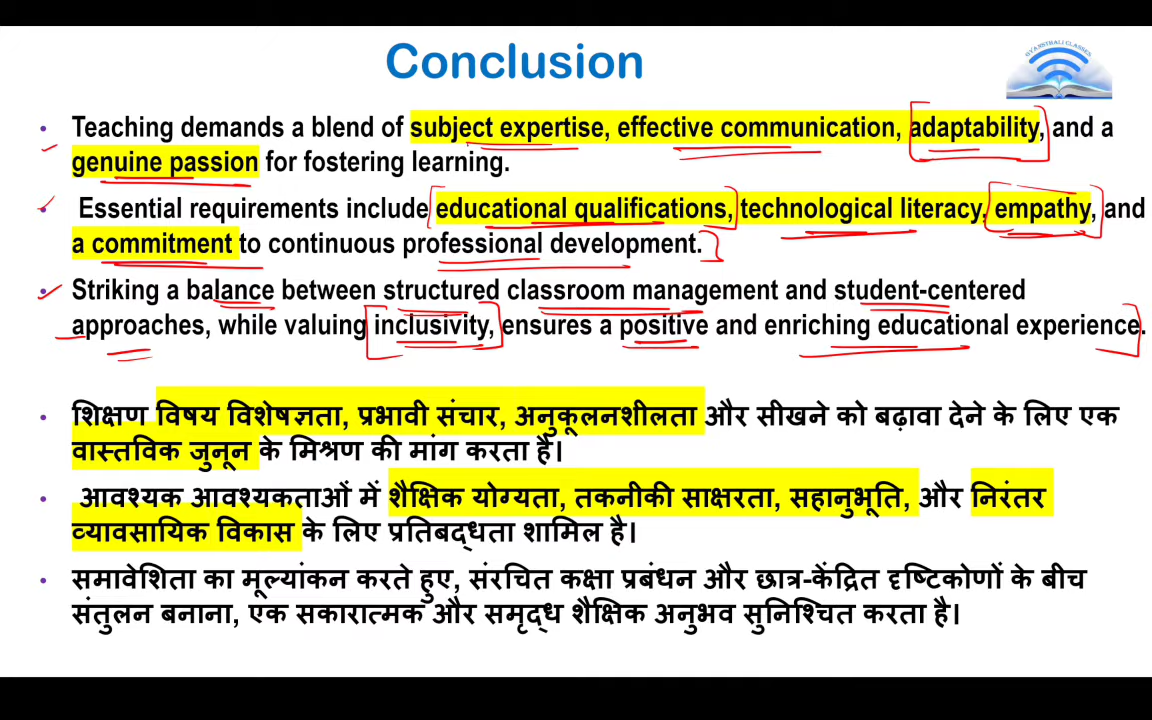 Conclusion
GYASSTHALI CLASSES
• Teaching demands a blend of subject expertise, effective communication, adaptability, and a
genuine passion for fostering learning.
• Essential requirements include educational qualifications, technological literacy, empathy, and
a commitment to continuous professional development.
• Striking a balance between structured classroom management and student-centered
approaches, while valuing inclusivity, ensures a positive and enriching educational experience.
• शिक्षण विषय विशेषज्ञता, प्रभावी संचार, अनुकूलनशीलता और सीखने को बढ़ावा देने के लिए एक
वास्तविक जुनून के मिश्रण की मांग करता है।
• आवश्यक आवश्यकताओं में शैक्षिक योग्यता, तकनीकी साक्षरता, सहानुभूति, और निरंतर
व्यावसायिक विकास के लिए प्रतिबद्धता शामिल है।
• समावेशिता का मूल्यांकन करते हुए, संरचित कक्षा प्रबंधन और छात्र-केंद्रित दृष्टिकोणों के बीच
संतुलन बनाना, एक सकारात्मक और समृद्ध शैक्षिक अनुभव सुनिश्चित करता है।